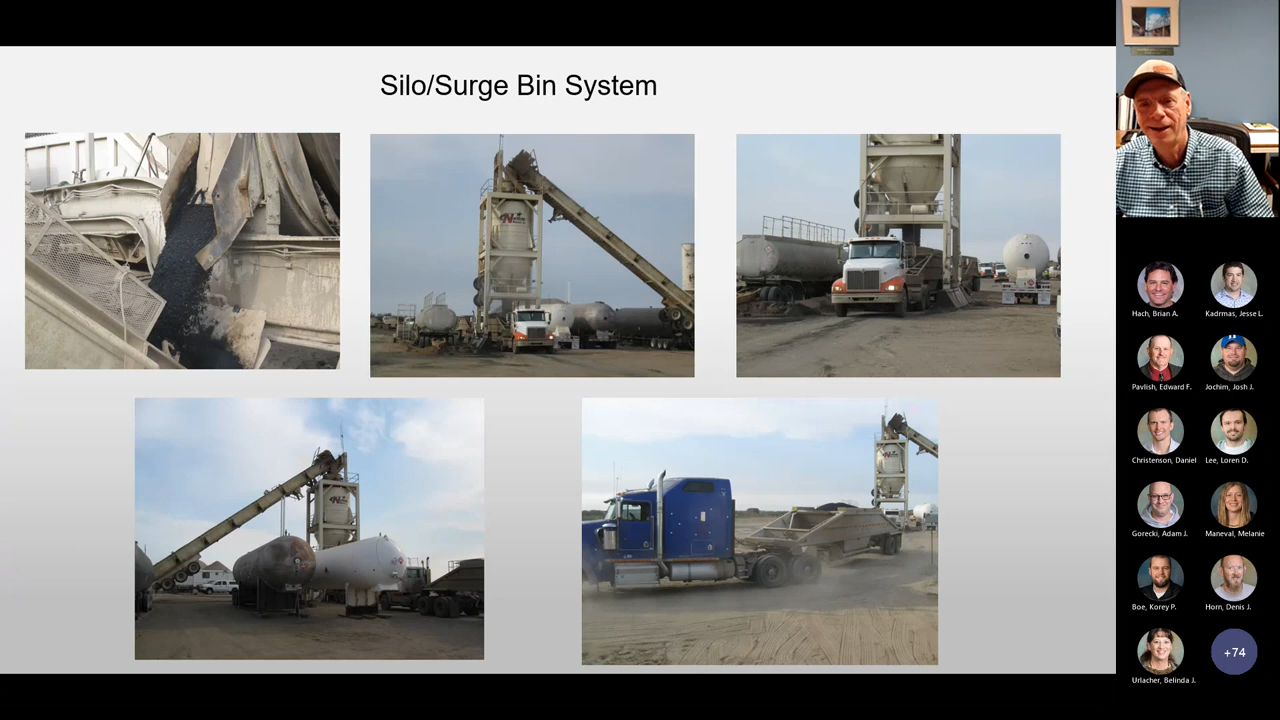 Silo/Surge Bin System
Hach, Brian A.
Kadrmas, Jesse L.
Pavlish, Edward F.
Jochim, Josh J.
Christenson, Daniel
Lee, Loren D.
Gorecki, Adam J.
Maneval, Melanie
Boe, Korey P.
Horn, Denis J.
Urlacher, Belinda J.
+74